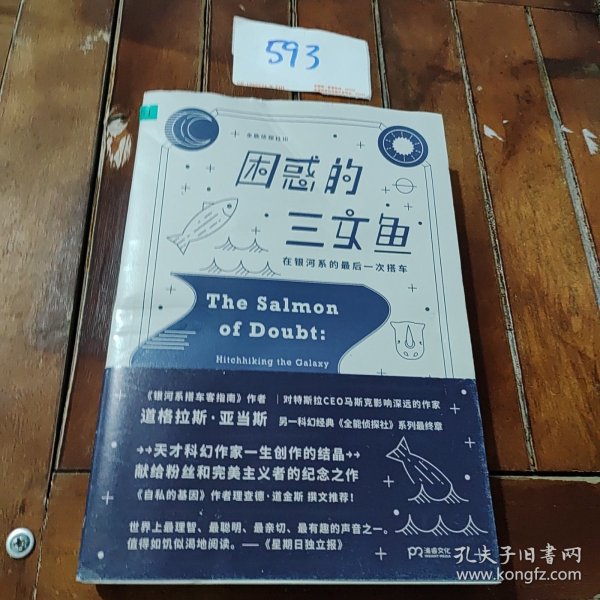 593
全能侦探社III
困惑的
三文鱼
在银河系的最后一次搭车
The Salmon
of Doubt:
Hitchhiking the Galaxy
《银河系搭车客指南》作者
道格拉斯·亚当斯
对特斯拉CEO马斯克影响深远的作家
另一科幻经典《全能侦探社》系列最终章
→→天才科幻作家一生创作的结晶→→
献给粉丝和完美主义者的纪念之作
《自私的基因》作者理查德·道金斯 撰文推荐!
世界上最理智、最聪明、最亲切、最有趣的声音之一。
值得如饥似渴地阅读。——《星期日独立报》
浦睿文化
INSIGHT MEDIA
孔夫子旧书网
www.kongfz.com